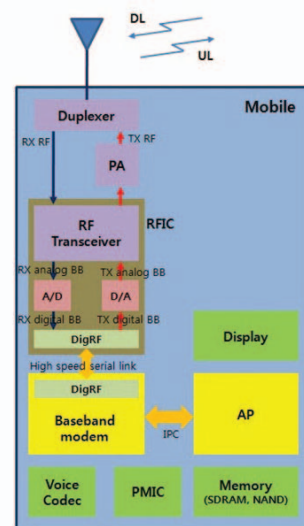 DL
UL
Mobile
Duplexer
RX RF
TX RF
PA
RF
Transceiver
RFIC
RX analog BB
TX analog BB
A/D
D/A
RX digital BB
TX digital BB
DigRF
High speed serial link
DigRF
Baseband
modem
IPC
Display
AP
Voice
Codec
PMIC
Memory
(SDRAM, NAND)